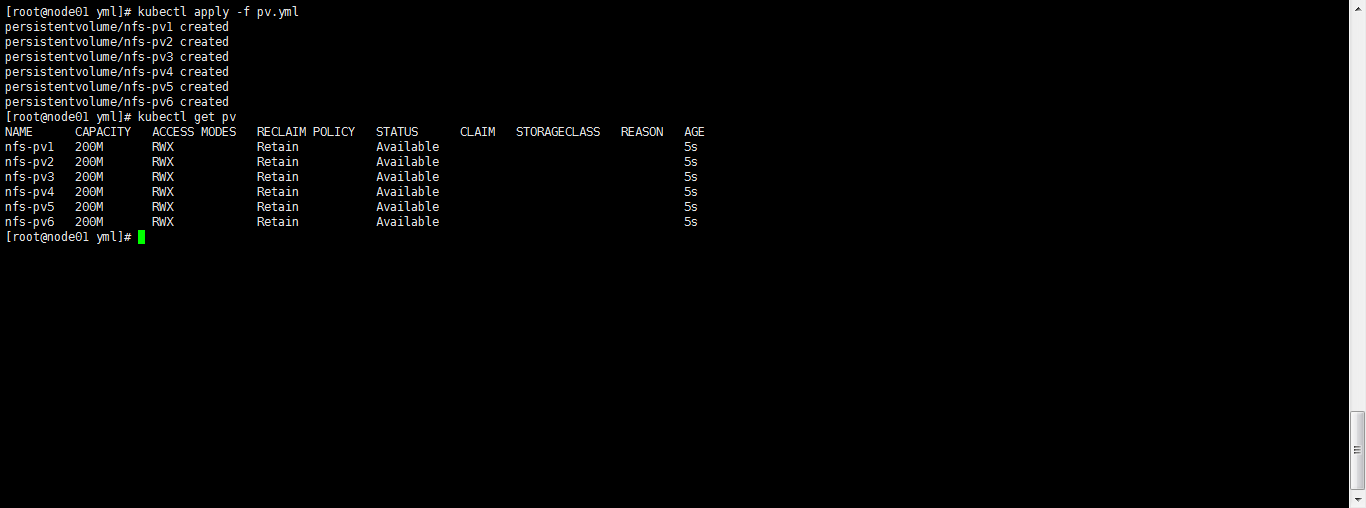 [root@node01 yml]# kubectl apply -f pv.yml
persistentvolume/nfs-pv1 created
persistentvolume/nfs-pv2 created
persistentvolume/nfs-pv3 created
persistentvolume/nfs-pv4 created
persistentvolume/nfs-pv5 created
persistentvolume/nfs-pv6 created
[root@node01 yml]# kubectl get pv
NAME      CAPACITY   ACCESS MODES   RECLAIM POLICY   STATUS      CLAIM   STORAGECLASS   REASON   AGE
nfs-pv1   200M       RWX            Retain           Available                                   5s
nfs-pv2   200M       RWX            Retain           Available                                   5s
nfs-pv3   200M       RWX            Retain           Available                                   5s
nfs-pv4   200M       RWX            Retain           Available                                   5s
nfs-pv5   200M       RWX            Retain           Available                                   5s
nfs-pv6   200M       RWX            Retain           Available                                   5s
[root@node01 yml]#